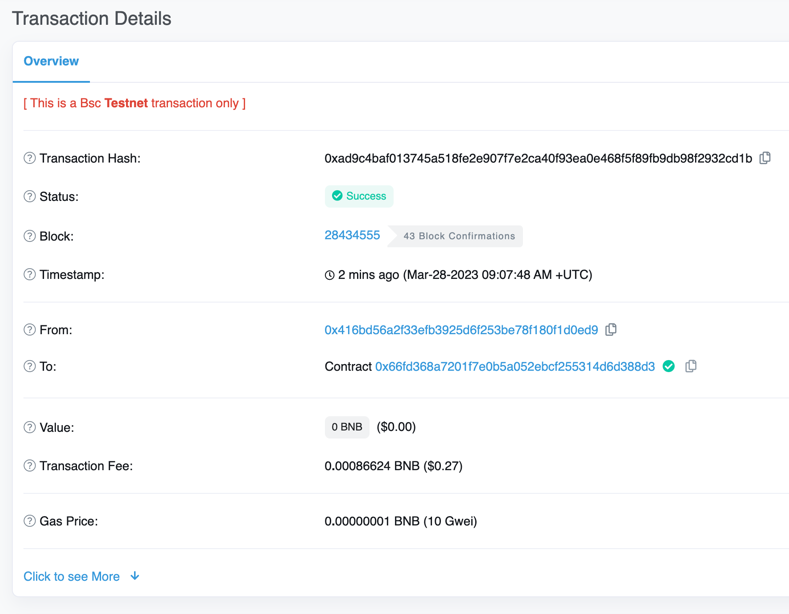 Transaction Details
Overview
[ This is a Bsc Testnet transaction only ]
Transaction Hash: 0xad9c4baf013745a518fe2e907f7e2ca40f93ea0e468f5f89fb9db98f2932cd1b
Status: Success
Block: 28434555 43 Block Confirmations
Timestamp: 2 mins ago (Mar-28-2023 09:07:48 AM +UTC)
From: 0x416bd56a2f33efb3925d6f253be78f180f1d0ed9
To: Contract 0x66fd368a7201f7e0b5a052ebcf255314d6d388d3
Value: 0 BNB ($0.00)
Transaction Fee: 0.00086624 BNB ($0.27)
Gas Price: 0.00000001 BNB (10 Gwei)
Click to see More